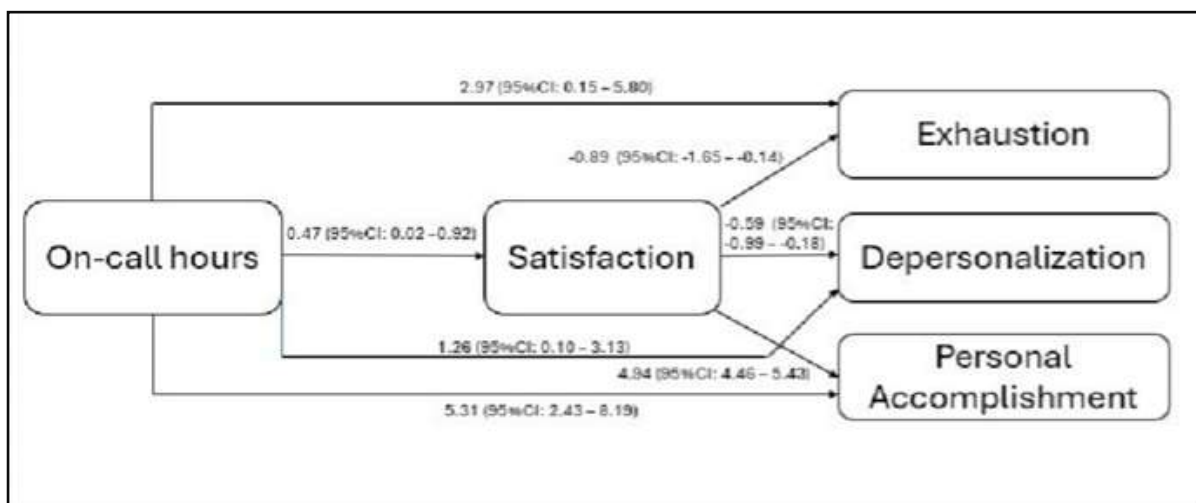 2.97 (95%CI: 0.15 – 5.80)
Exhaustion
-0.89 (95%CI: -1.65 – -0.14)
On-call hours
0.47 (95%CI: 0.02 –0.92)
Satisfaction
-0.59 (95%CI:
-0.99 – -0.18)
Depersonalization
1.26 (95%CI: 0.10 – 3.13)
4.94 (95%CI: 4.46 – 5.43)
Personal
Accomplishment
5.31 (95%CI: 2.43 – 8.19)